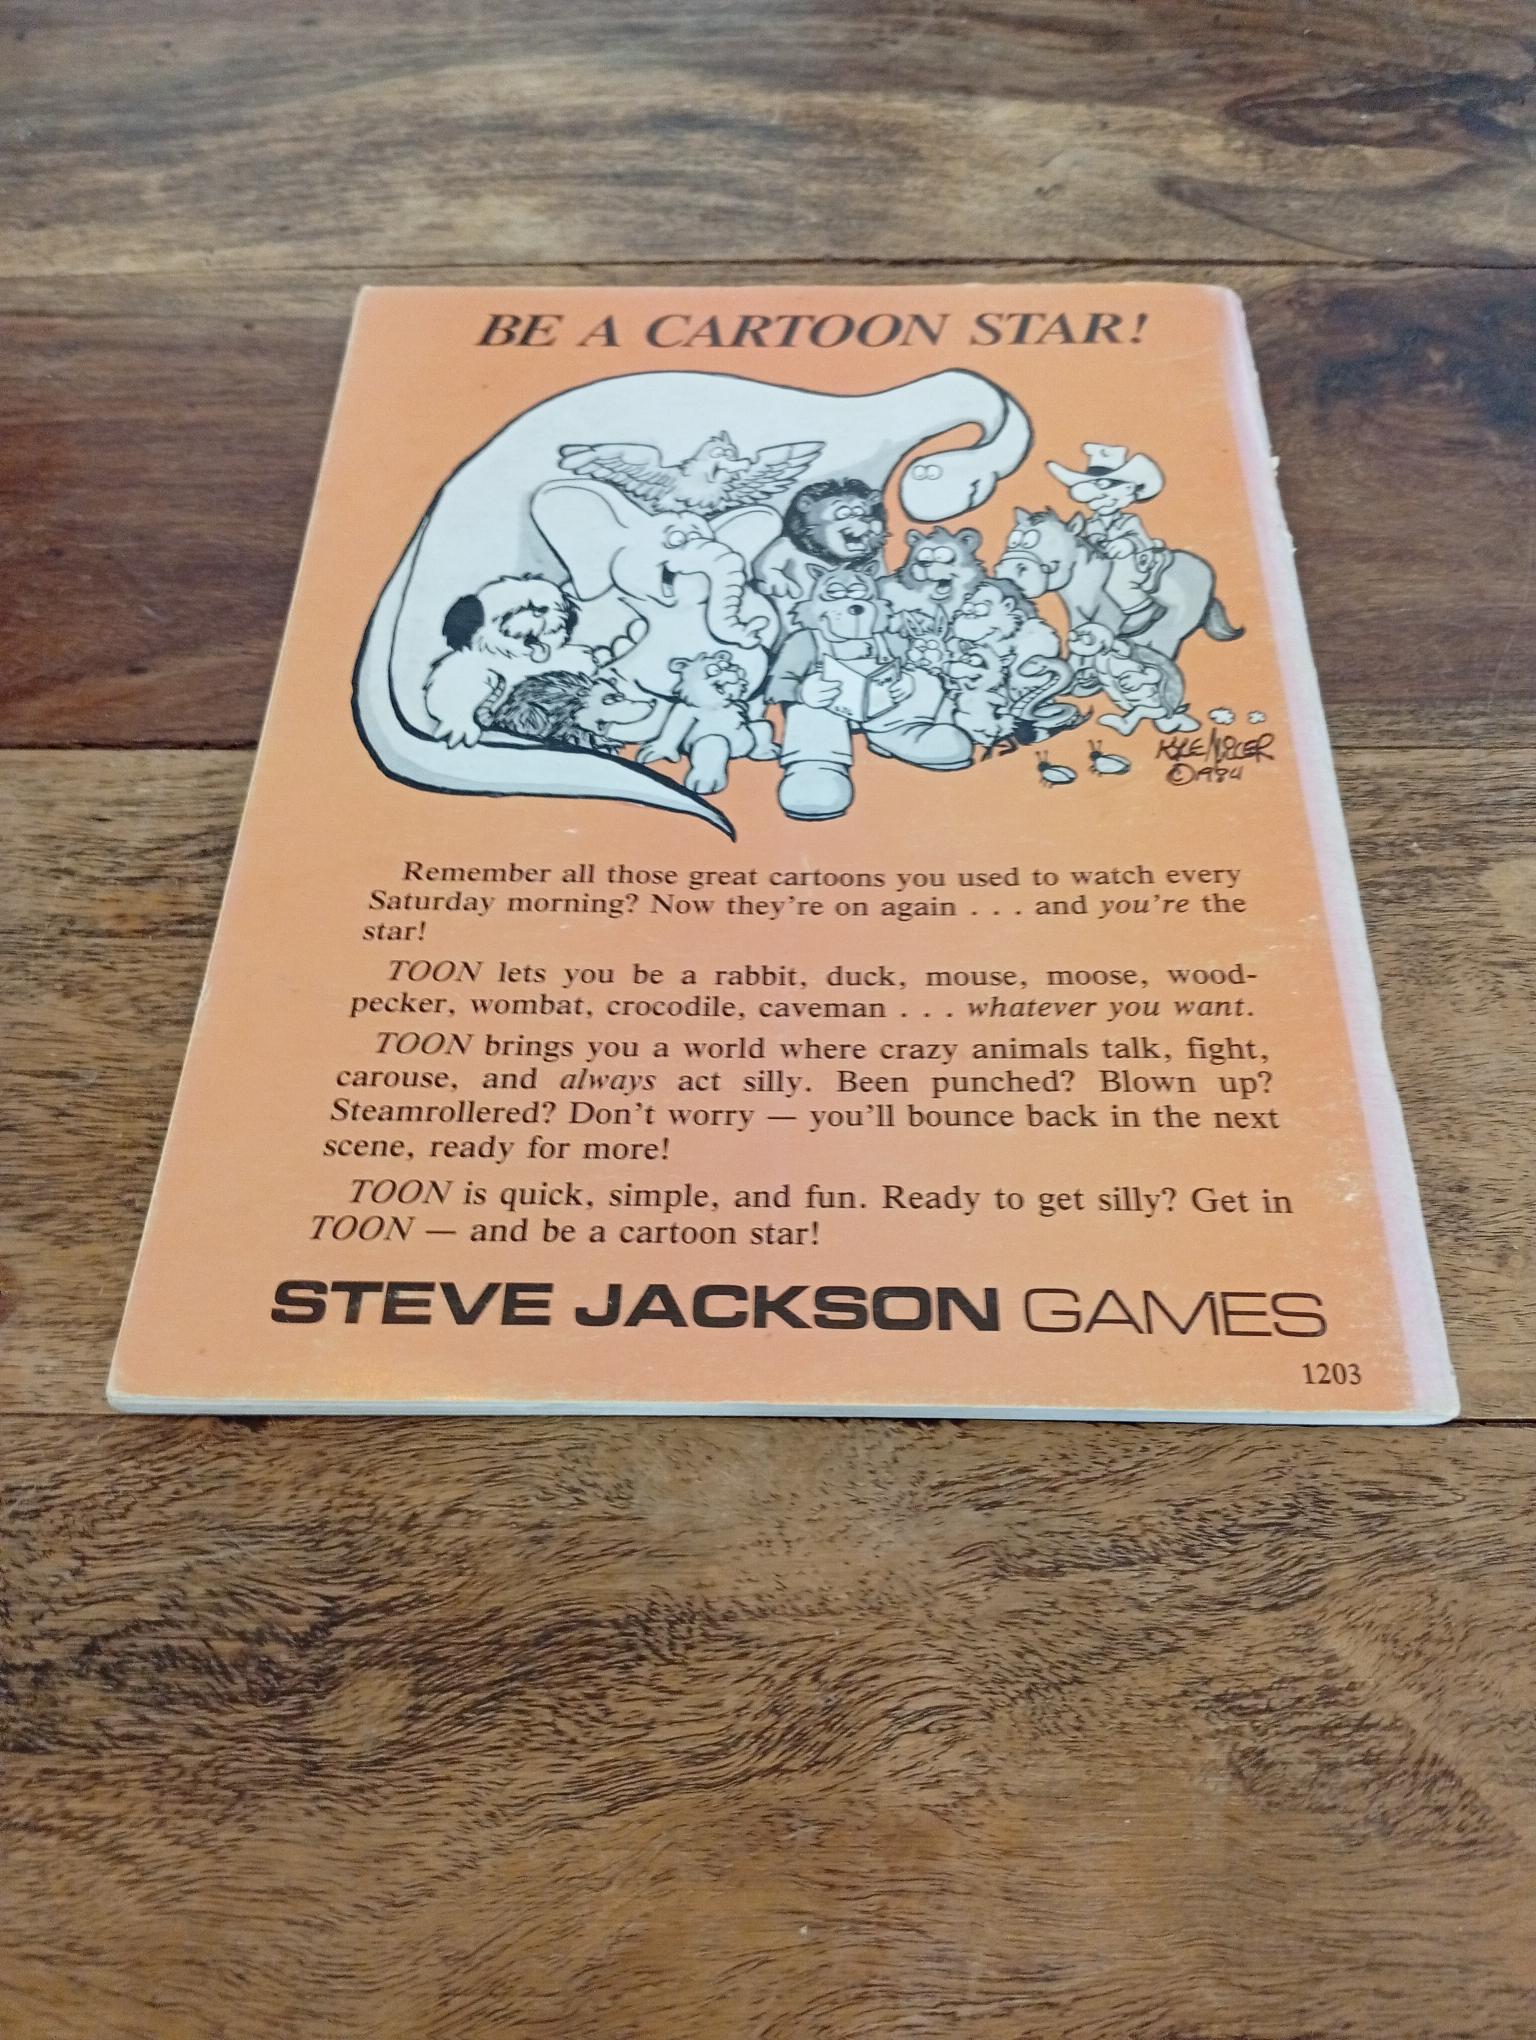 BE A CARTOON STAR!
KYE MILLER
©1984
Remember all those great cartoons you used to watch every
Saturday morning? Now they're on again . . . and you're the
star!
TOON lets you be a rabbit, duck, mouse, moose, wood-
pecker, wombat, crocodile, caveman . . . whatever you want.
TOON brings you a world where crazy animals talk, fight,
carouse, and always act silly. Been punched? Blown up?
Steamrollered? Don't worry — you'll bounce back in the next
scene, ready for more!
TOON is quick, simple, and fun. Ready to get silly? Get in
TOON — and be a cartoon star!
STEVE JACKSON GAMES
1203